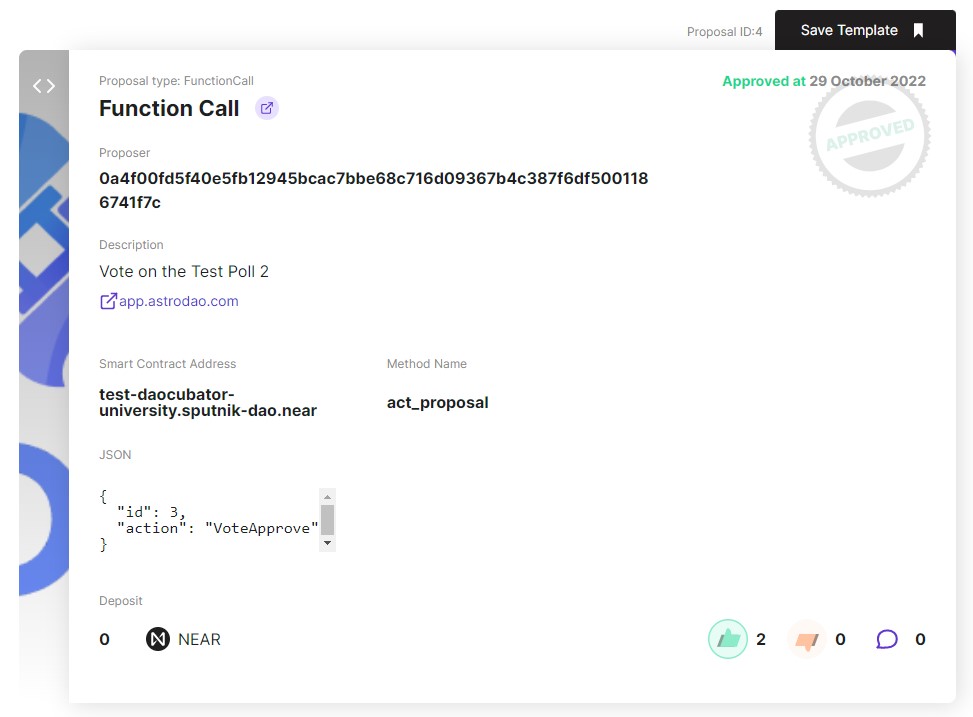 Proposal ID:4
Save Template
Proposal type: FunctionCall
Approved at 29 October 2022
Function Call
APPROVED
Proposer
0a4f00fd5f40e5fb12945bcac7bbe68c716d09367b4c387f6df500118
6741f7c
Description
Vote on the Test Poll 2
app.astrodao.com
Smart Contract Address
Method Name
test-daocubator-
university.sputnik-dao.near
act_proposal
JSON
{
"id": 3,
"action": "VoteApprove"
}
Deposit
0 NEAR
2 0 0